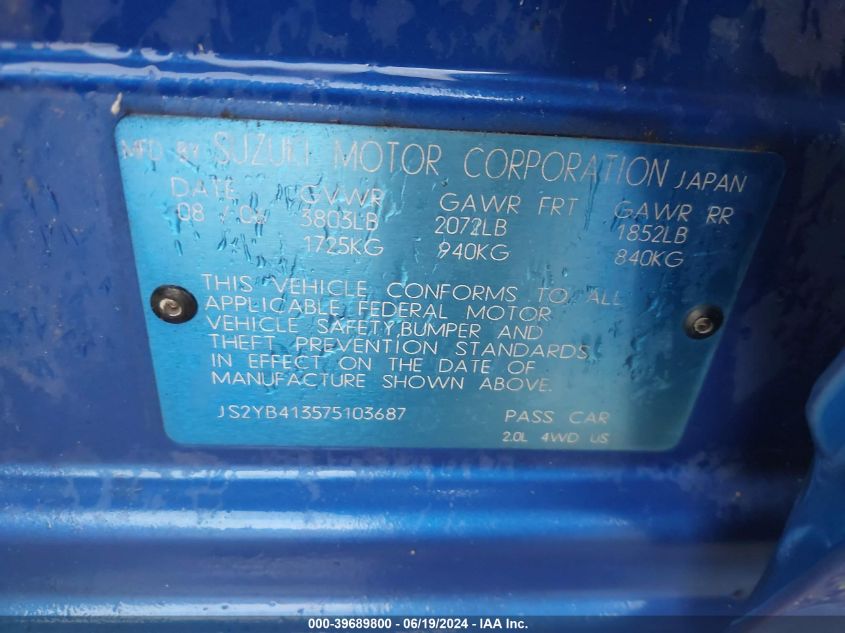 MFD BY SUZUKI MOTOR CORPORATION JAPAN
DATE GVWR GAWR FRT GAWR RR
08 / 06 3803LB 2072LB 1852LB
1725KG 940KG 840KG
THIS VEHICLE CONFORMS TO ALL
APPLICABLE FEDERAL MOTOR
VEHICLE SAFETY,BUMPER AND
THEFT PREVENTION STANDARDS
IN EFFECT ON THE DATE OF
MANUFACTURE SHOWN ABOVE.
JS2YB413575103687 PASS CAR
2.0L 4WD US
000-39689800 - 06/19/2024 - IAA Inc.